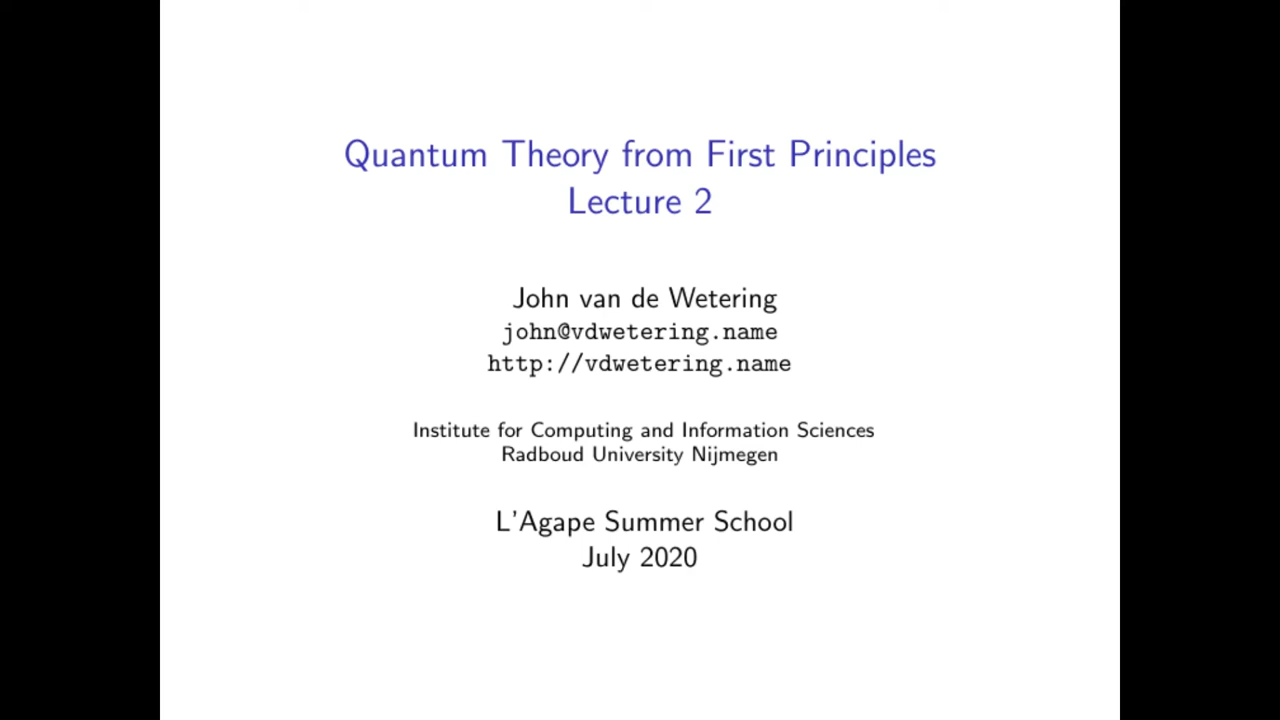 Quantum Theory from First Principles
Lecture 2
John van de Wetering
john@vdwetering.name
http://vdwetering.name
Institute for Computing and Information Sciences
Radboud University Nijmegen
L'Agape Summer School
July 2020